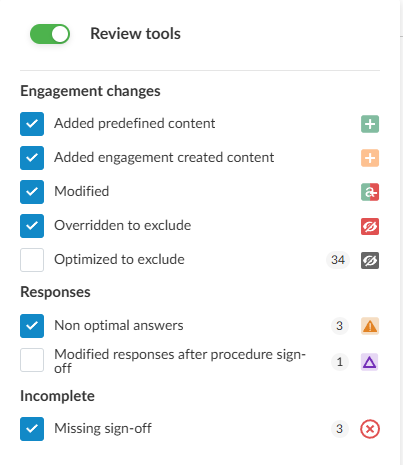 Review tools
Engagement changes
Added predefined content
Added engagement created content
Modified
Overridden to exclude
Optimized to exclude 34
Responses
Non optimal answers 3
Modified responses after procedure sign-
off 1
Incomplete
Missing sign-off 3